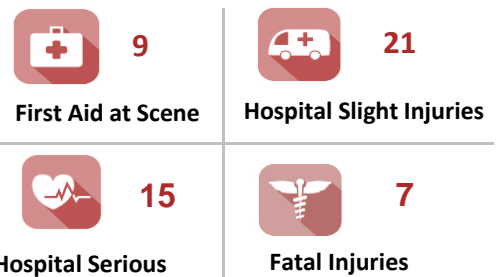 9
First Aid at Scene
21
Hospital Slight Injuries
15
Hospital Serious
7
Fatal Injuries